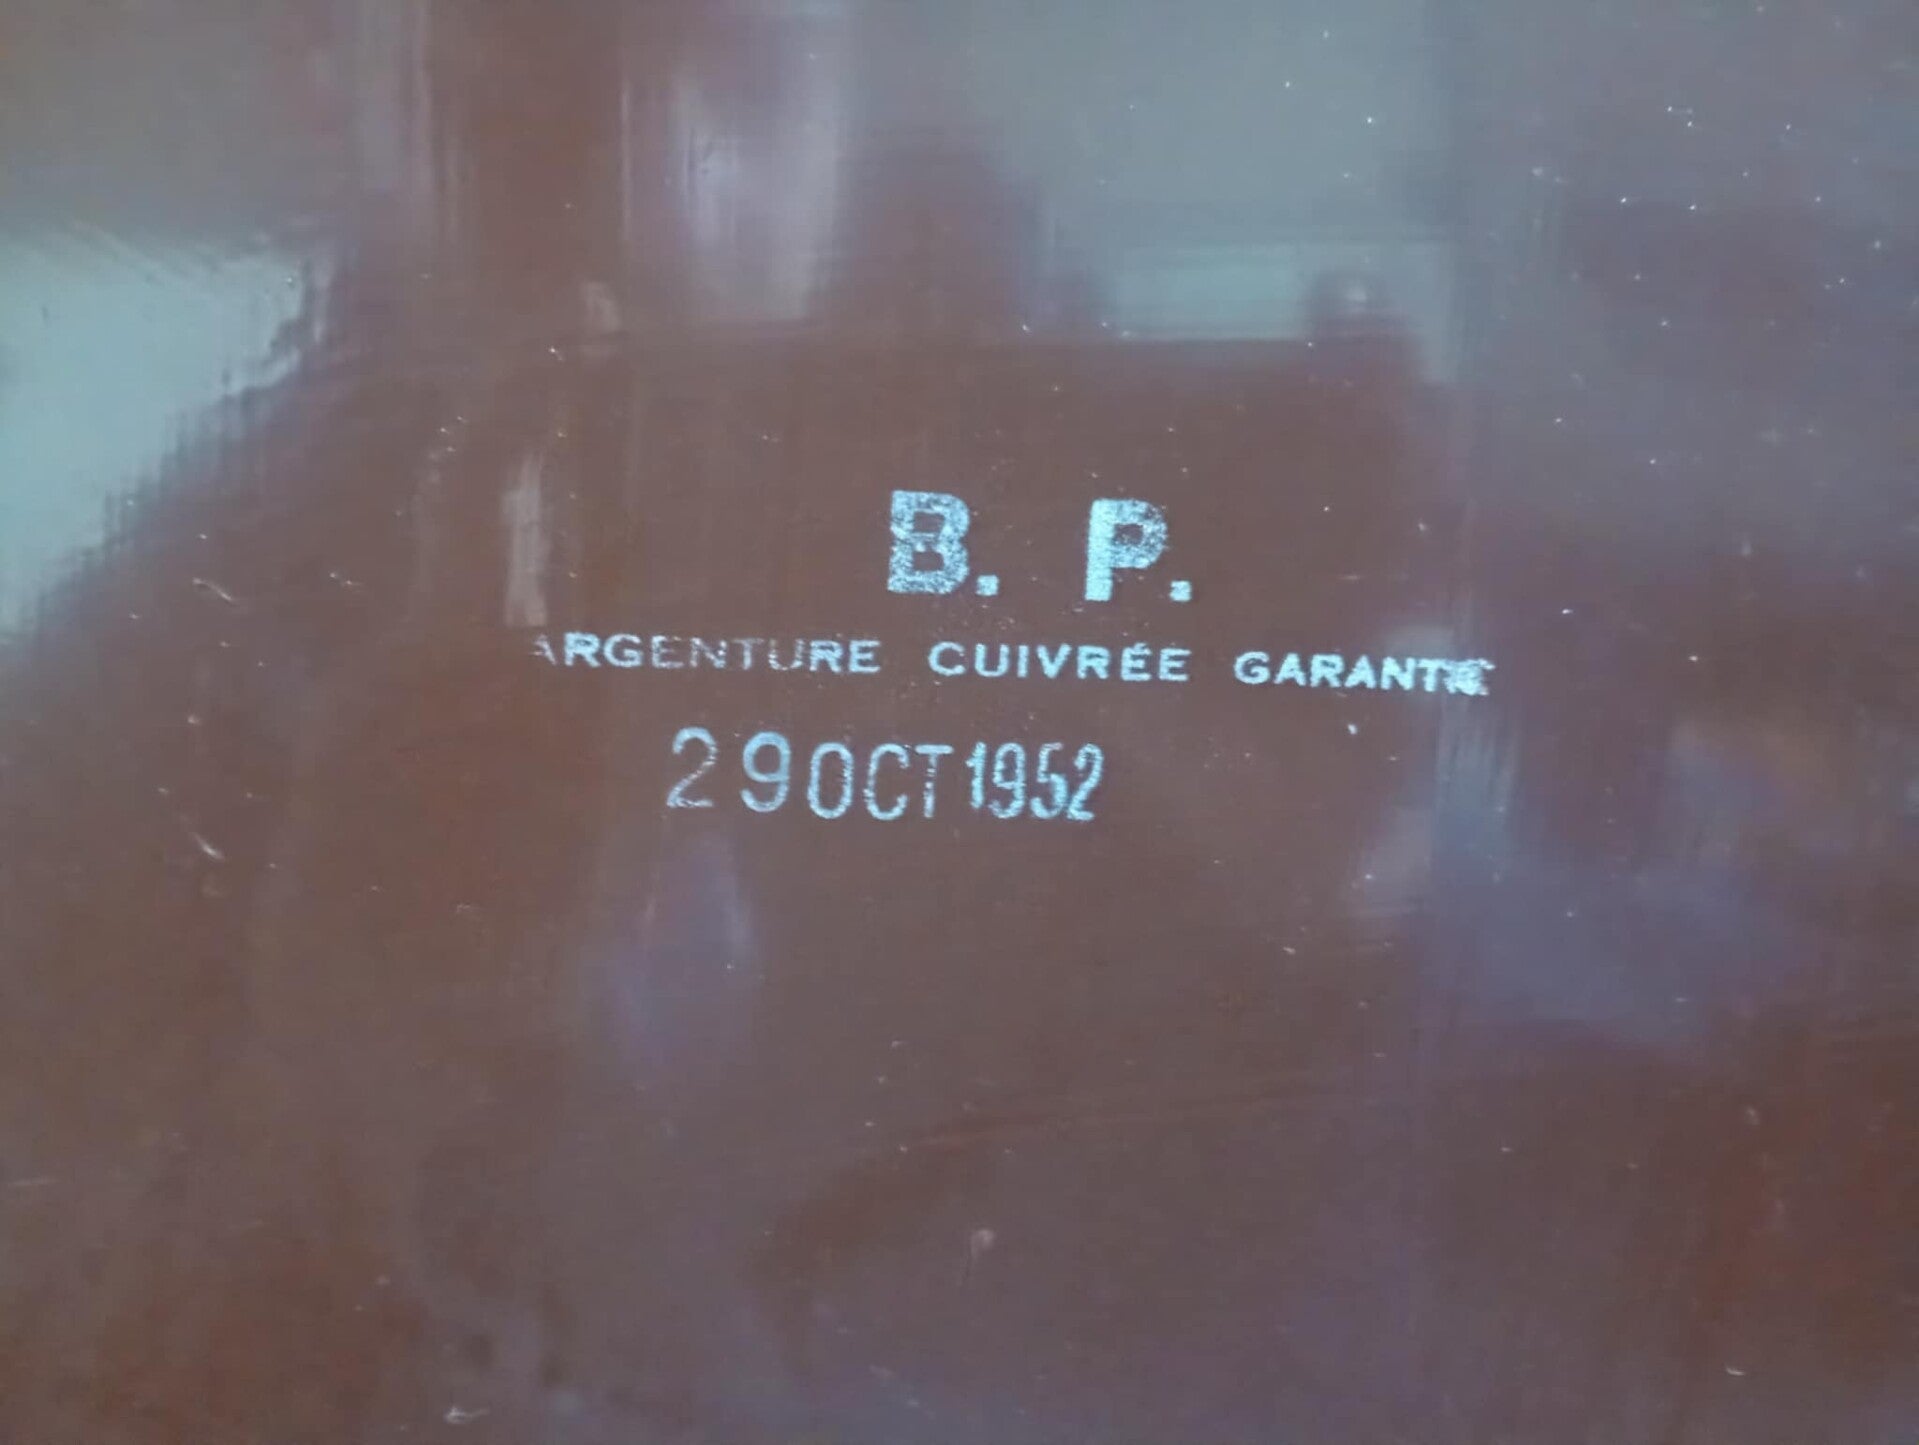 B. P.
ARGENTURE CUIVRÉE GARANTIE
29 OCT 1952